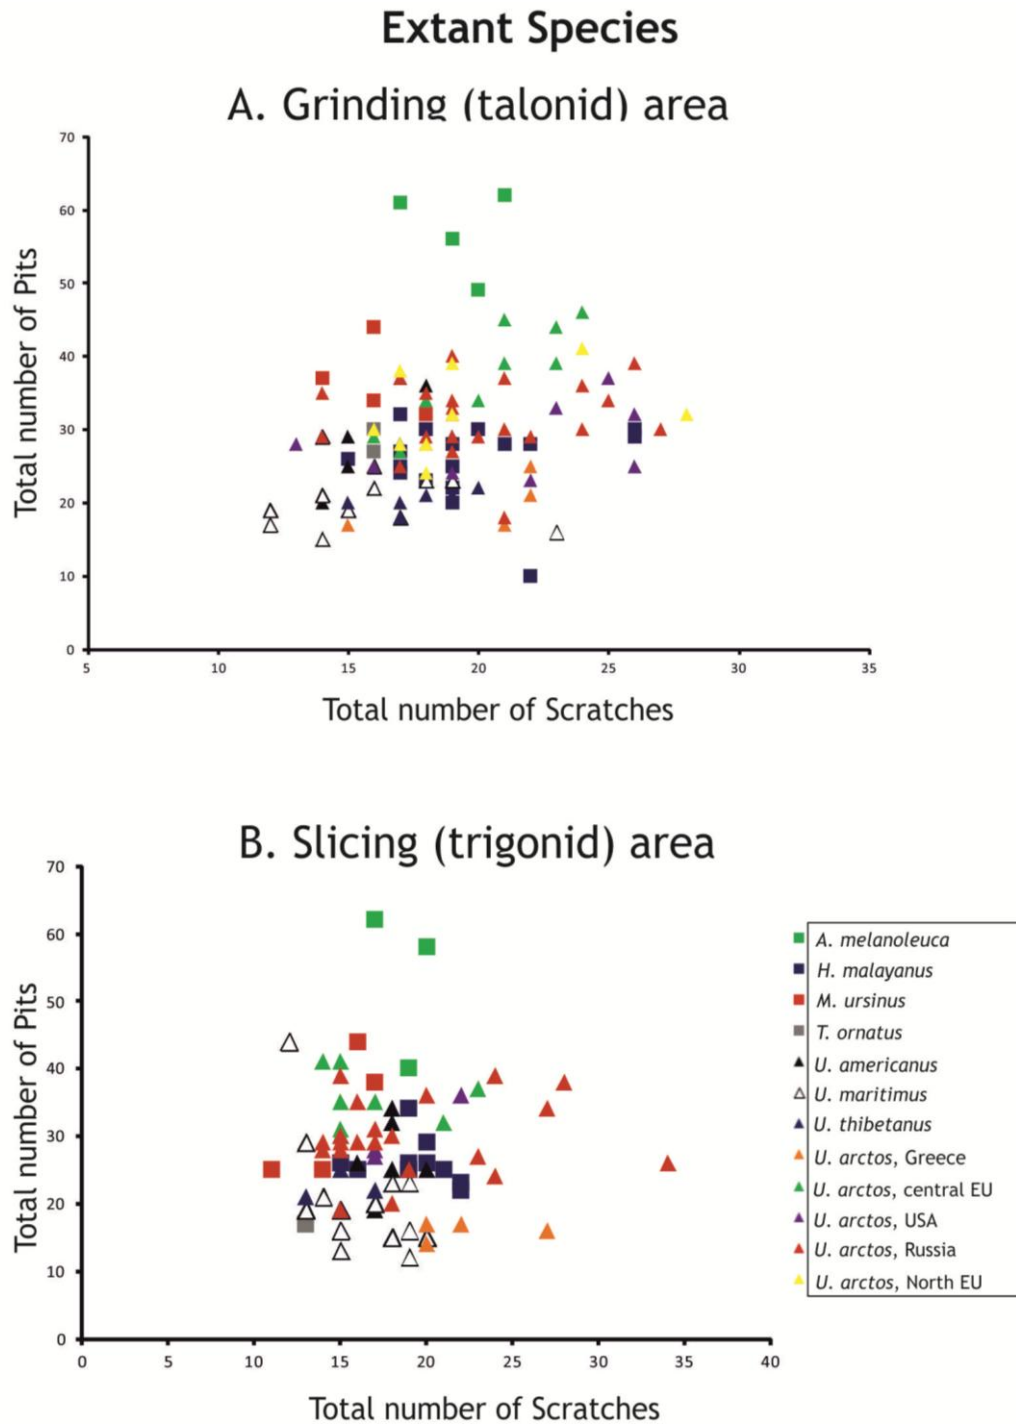 Extant Species
A. Grinding (talonid) area
70
60
50
40
30
20
10
0
Total number of Pits
5 10 15 20 25 30 35
Total number of Scratches
B. Slicing (trigonid) area
70
60
50
40
30
20
10
0
Total number of Pits
0 5 10 15 20 25 30 35 40
Total number of Scratches
A. melanoleuca
H. malayanus
M. ursinus
T. ornatus
U. americanus
U. maritimus
U. thibetanus
U. arctos, Greece
U. arctos, central EU
U. arctos, USA
U. arctos, Russia
U. arctos, North EU